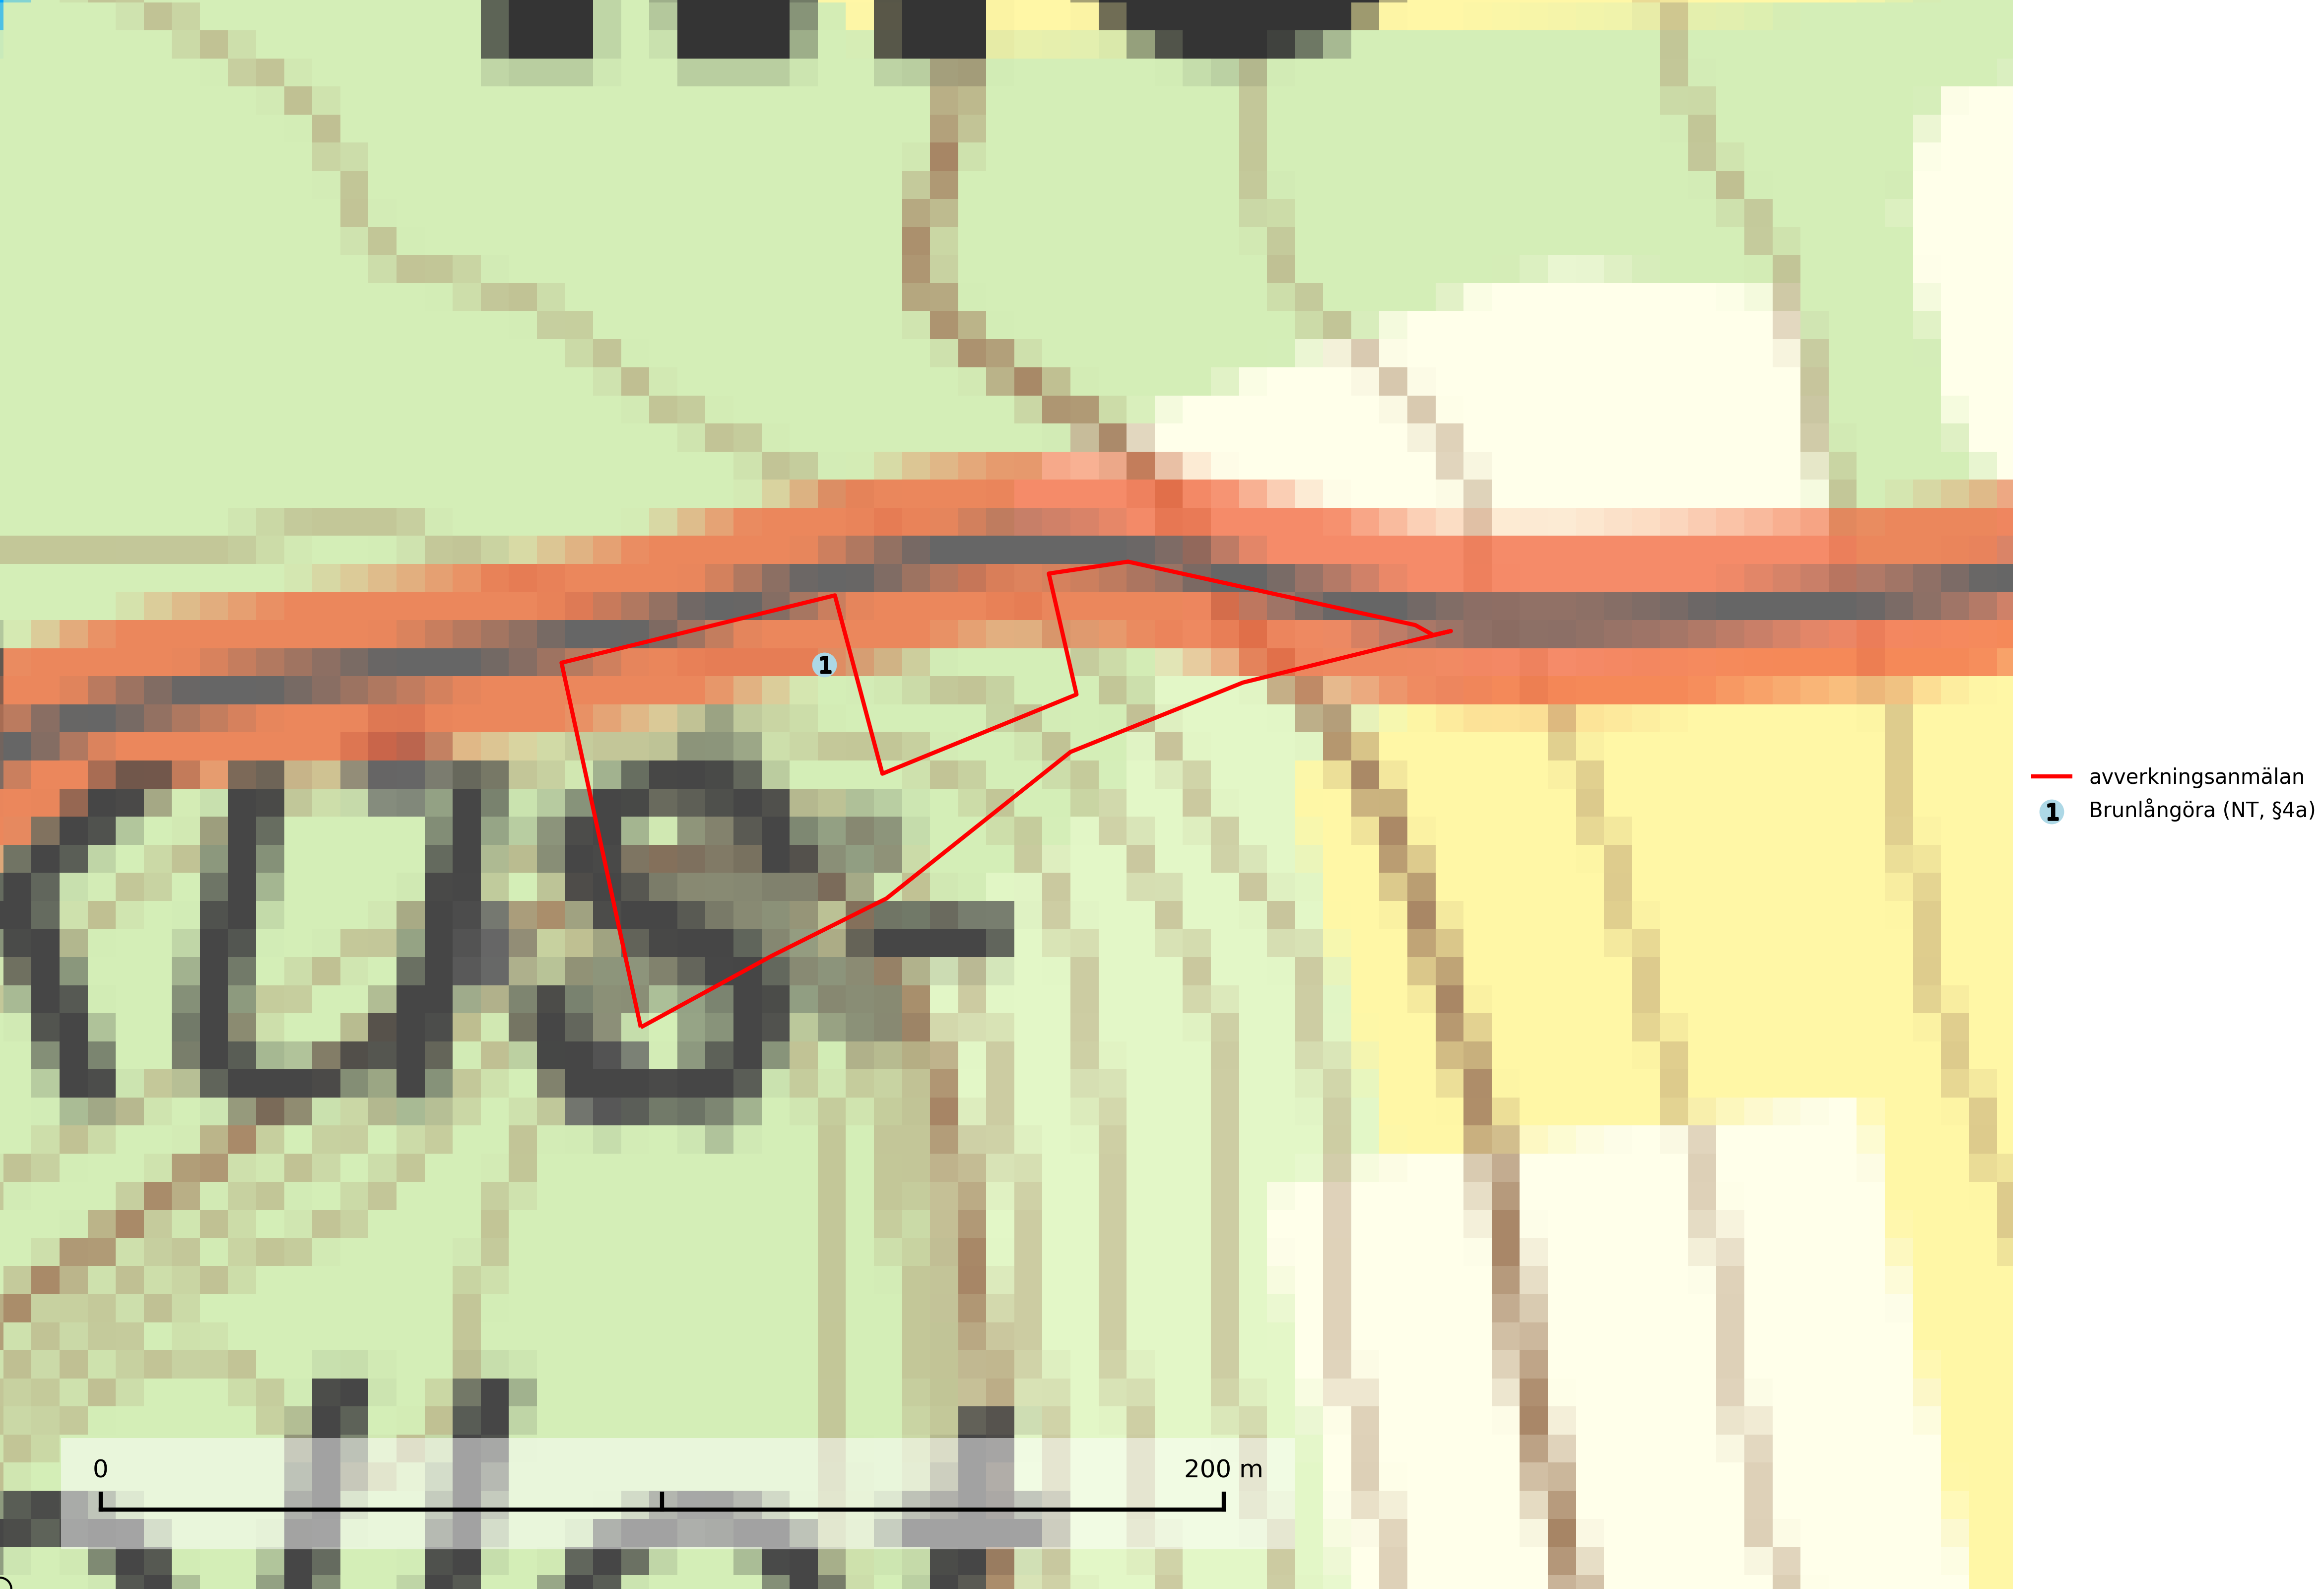 1
avverkningsanmälan
1 Brunlångöra (NT, §4a)
0 200 m